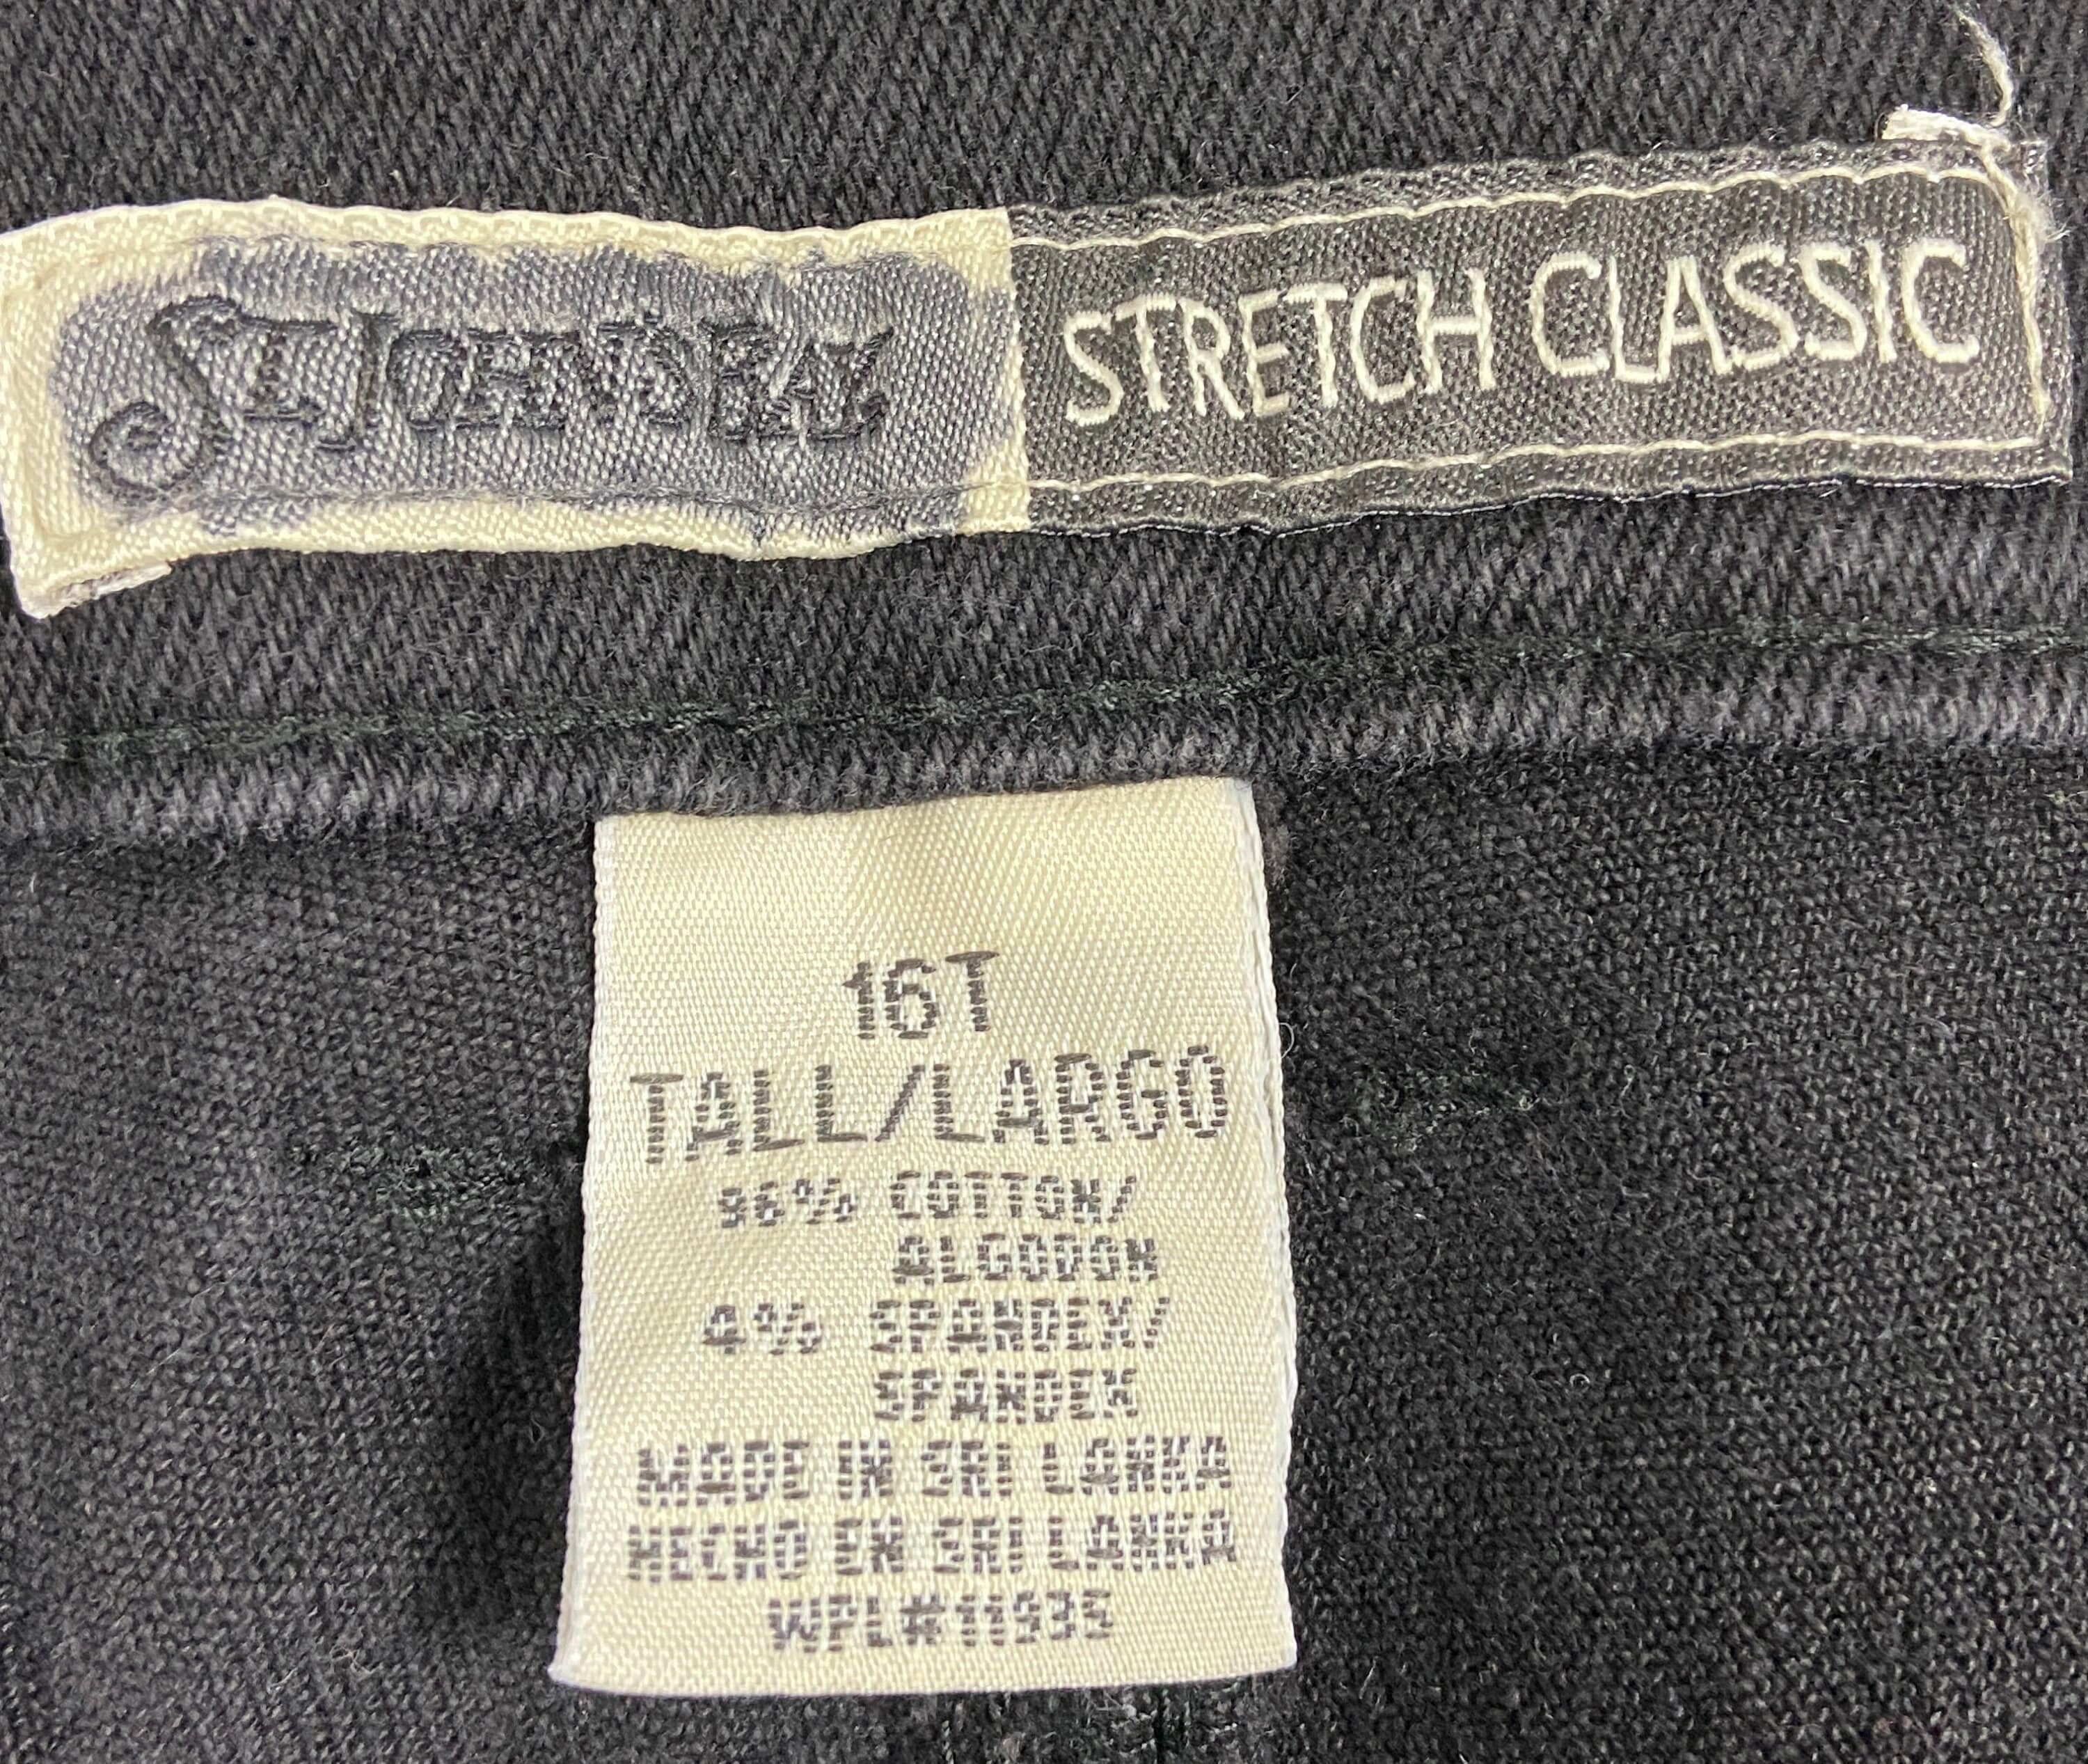 ST. JOHN'S BAY STRETCH CLASSIC
16T
TALL/LARGO
96% COTTON/
ALGODON
4% SPANDEX/
SPANDEX
MADE IN SRI LANKA
HECHO EN SRI LANKA
WPL#11935